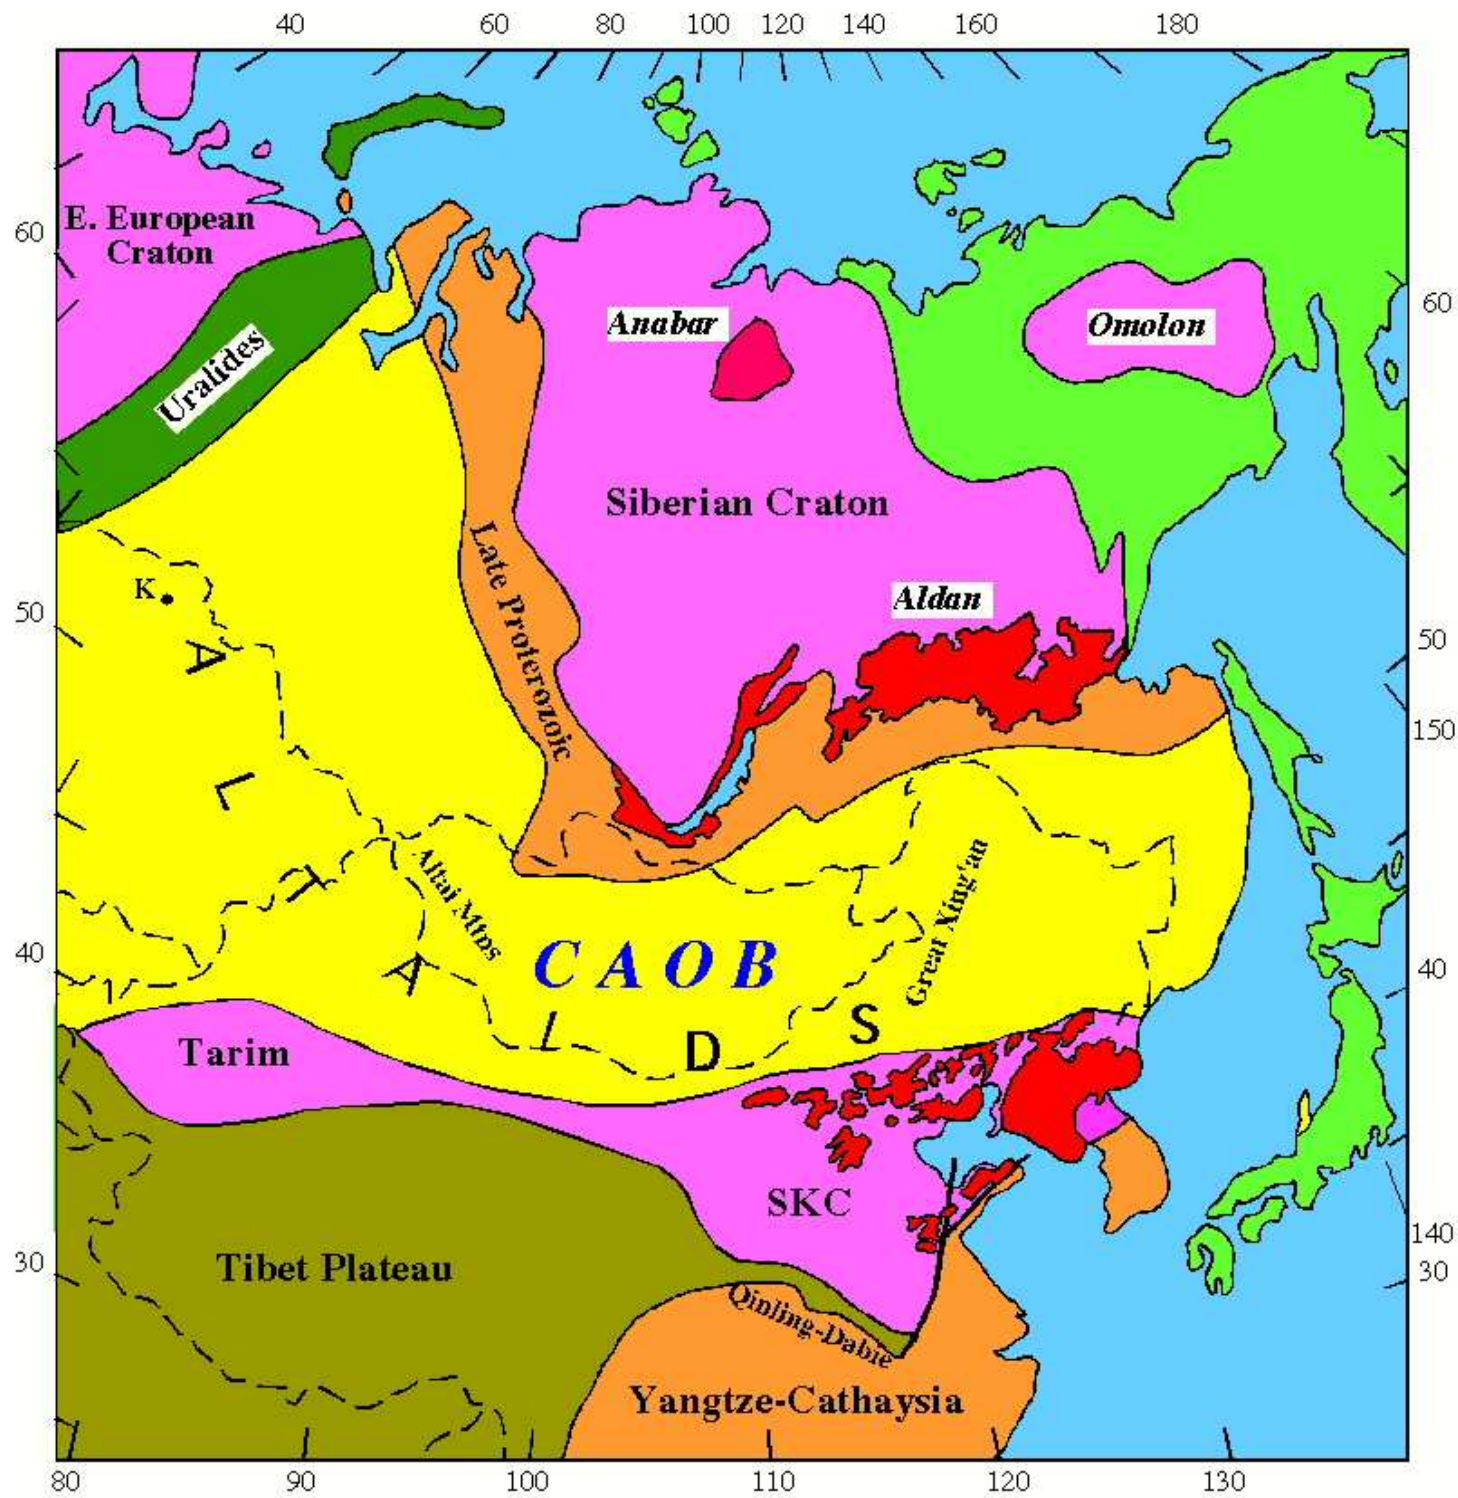 40 60 80 100 120 140 160 180
E. European
Craton
60
60
Anabar
Omolon
Uralides
Siberian Craton
Late Proterozoic
K
Aldan
50
50
150
ALTAIDS
Altai Mtns
Great Xing'an
CAOB
40
40
Tarim
SKC
140
30
30
Tibet Plateau
Qinling-Dabie
Yangtze-Cathaysia
80 90 100 110 120 130